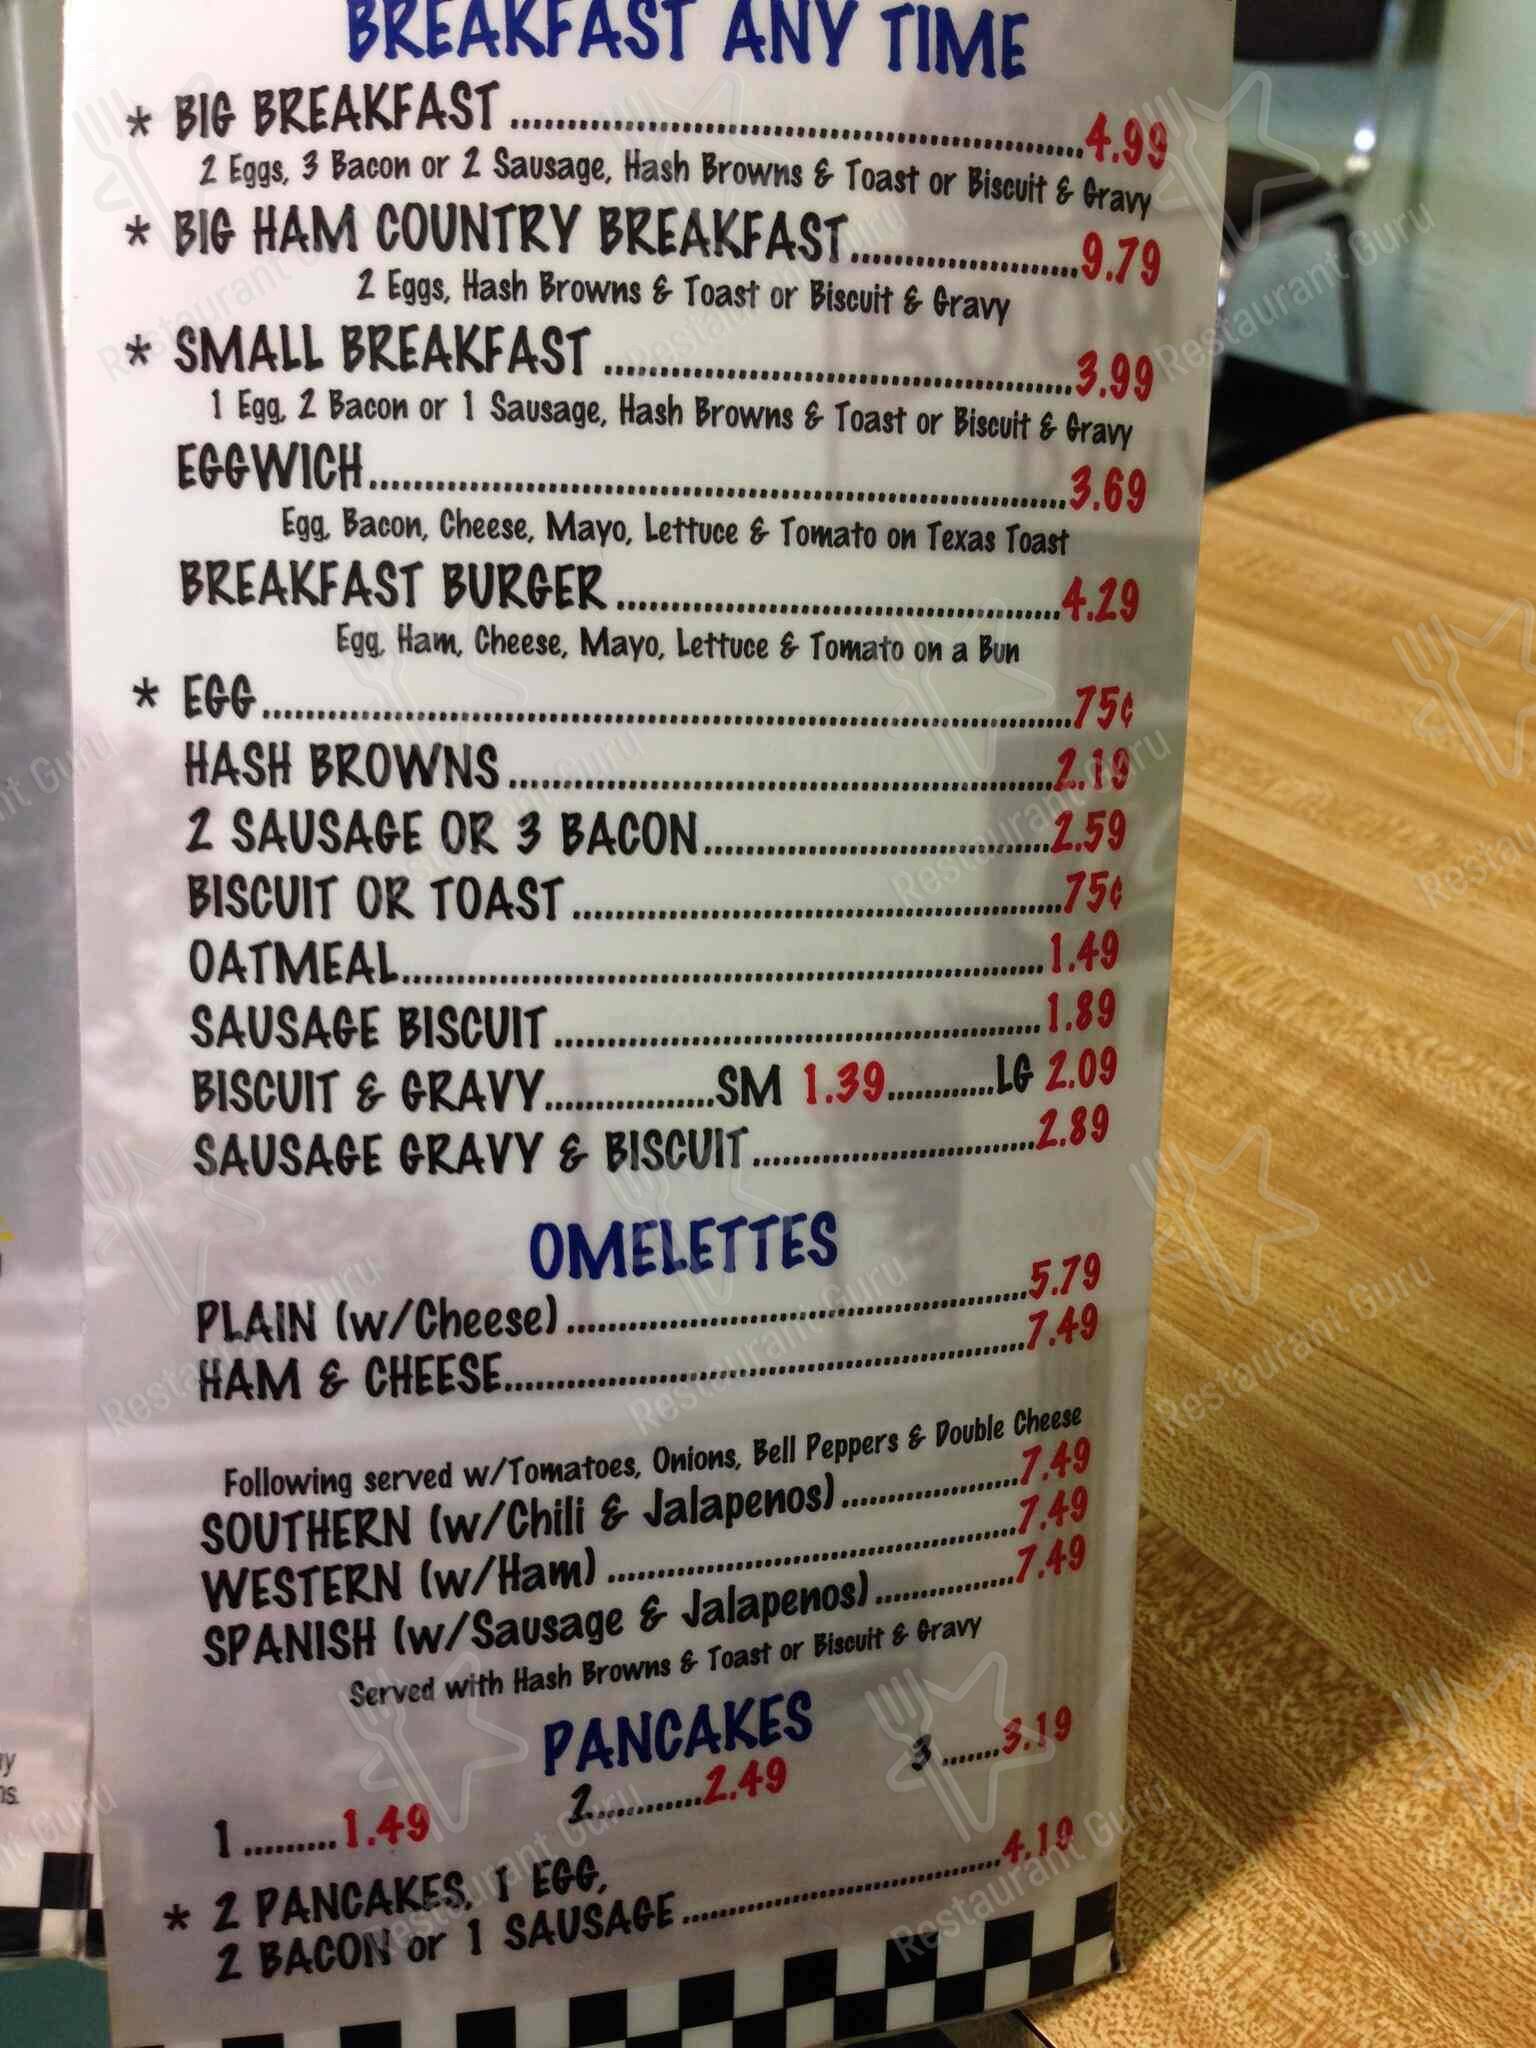 BREAKFAST ANY TIME
* BIG BREAKFAST ........ 4.99
2 Eggs, 3 Bacon or 2 Sausage, Hash Browns & Toast or Biscuit & Gravy
* BIG HAM COUNTRY BREAKFAST ........ 9.79
2 Eggs, Hash Browns & Toast or Biscuit & Gravy
* SMALL BREAKFAST ........ 3.99
1 Egg, 2 Bacon or 1 Sausage, Hash Browns & Toast or Biscuit & Gravy
EGGWICH ........ 3.69
Egg, Bacon, Cheese, Mayo, Lettuce & Tomato on Texas Toast
BREAKFAST BURGER ........ 4.29
Egg, Ham, Cheese, Mayo, Lettuce & Tomato on a Bun
* EGG ........ 75¢
HASH BROWNS ........ 2.19
2 SAUSAGE OR 3 BACON ........ 2.59
BISCUIT OR TOAST ........ 75¢
OATMEAL ........ 1.49
SAUSAGE BISCUIT ........ 1.89
BISCUIT & GRAVY ........ SM 1.39 ........ LG 2.09
SAUSAGE GRAVY & BISCUIT ........ 2.89
OMELETTES
PLAIN (w/Cheese) ........ 5.79
HAM & CHEESE ........ 7.49
Following served w/Tomatoes, Onions, Bell Peppers & Double Cheese
SOUTHERN (w/Chili & Jalapenos) ........ 7.49
WESTERN (w/Ham) ........ 7.49
SPANISH (w/Sausage & Jalapenos) ........ 7.49
Served with Hash Browns & Toast or Biscuit & Gravy
PANCAKES
1 ........ 1.49 2 ........ 2.49 3 ........ 3.19
* 2 PANCAKES, 1 EGG,
2 BACON or 1 SAUSAGE ........ 4.19
Restaurant Guru